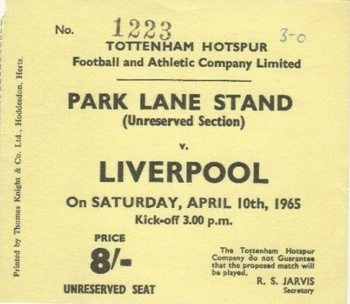 No. 1223
3-0
TOTTENHAM HOTSPUR
Football and Athletic Company Limited
PARK LANE STAND
(Unreserved Section)
v.
LIVERPOOL
On SATURDAY, APRIL 10th, 1965
Kick-off 3.00 p.m.
PRICE
8/-
UNRESERVED SEAT
The Tottenham Hotspur
Company do not Guarantee
that the proposed match will
be played.
R. S. JARVIS
Secretary
Printed by Thomas Knight & Co. Ltd., Hoddesdon, Herts.